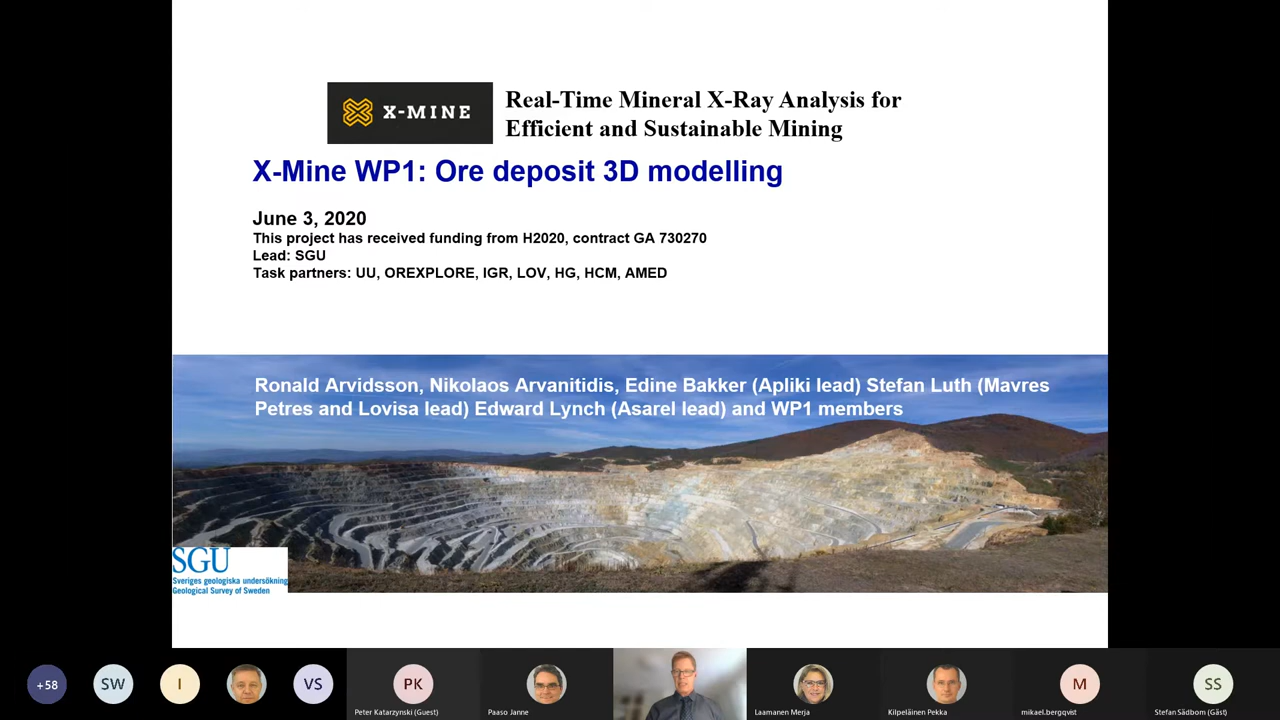 X-MINE
Real-Time Mineral X-Ray Analysis for
Efficient and Sustainable Mining
X-Mine WP1: Ore deposit 3D modelling
June 3, 2020
This project has received funding from H2020, contract GA 730270
Lead: SGU
Task partners: UU, OREXPLORE, IGR, LOV, HG, HCM, AMED
Ronald Arvidsson, Nikolaos Arvanitidis, Edine Bakker (Apliki lead) Stefan Luth (Mavres
Petres and Lovisa lead) Edward Lynch (Asarel lead) and WP1 members
SGU
Sveriges geologiska undersökning
Geological Survey of Sweden
+58
SW
I
VS
PK
Peter Katarzynski (Guest)
Paaso Janne
Laamanen Merja
Kilpeläinen Pekka
M
mikael.bergqvist
SS
Stefan Sädbom (Gäst)